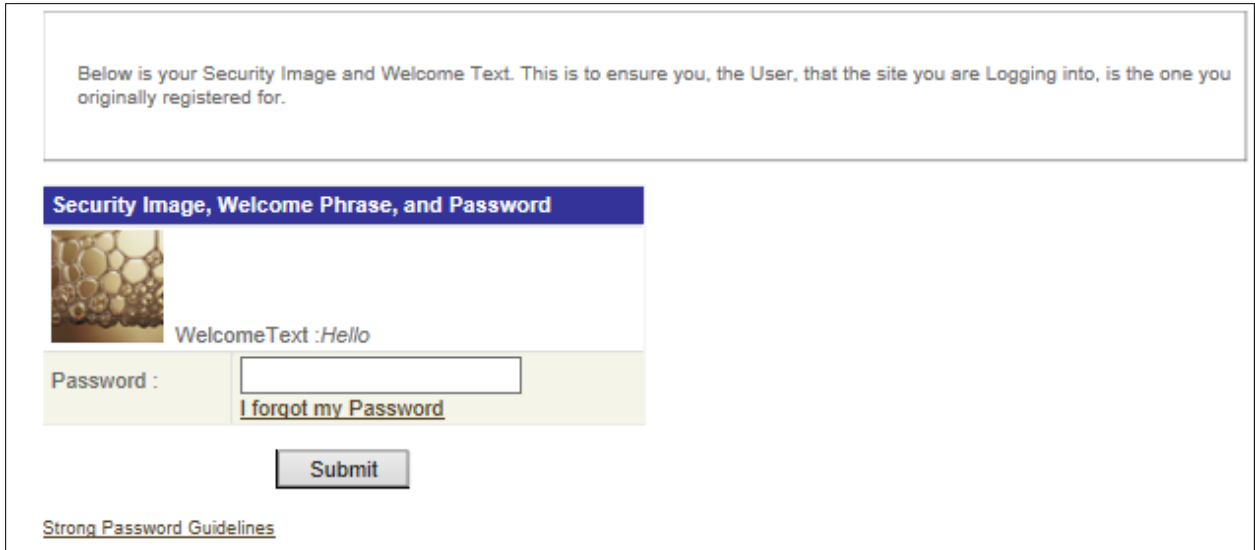 Below is your Security Image and Welcome Text. This is to ensure you, the User, that the site you are Logging into, is the one you
originally registered for.
Security Image, Welcome Phrase, and Password
WelcomeText :Hello
Password :
I forgot my Password
Submit
Strong Password Guidelines